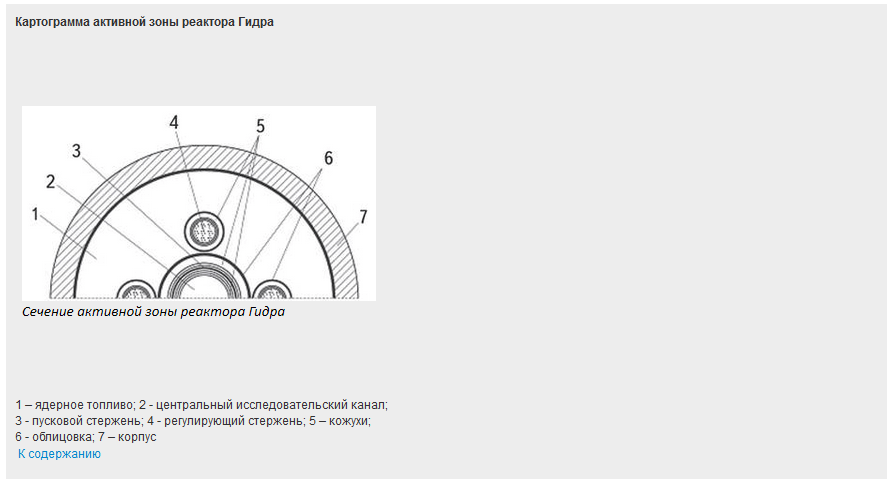 Картограмма активной зоны реактора Гидра
4
5
3
6
2
1
7
Сечение активной зоны реактора Гидра
1 – ядерное топливо; 2 - центральный исследовательский канал;
3 - пусковой стержень; 4 - регулирующий стержень; 5 – кожухи;
6 - облицовка; 7 – корпус
К содержанию